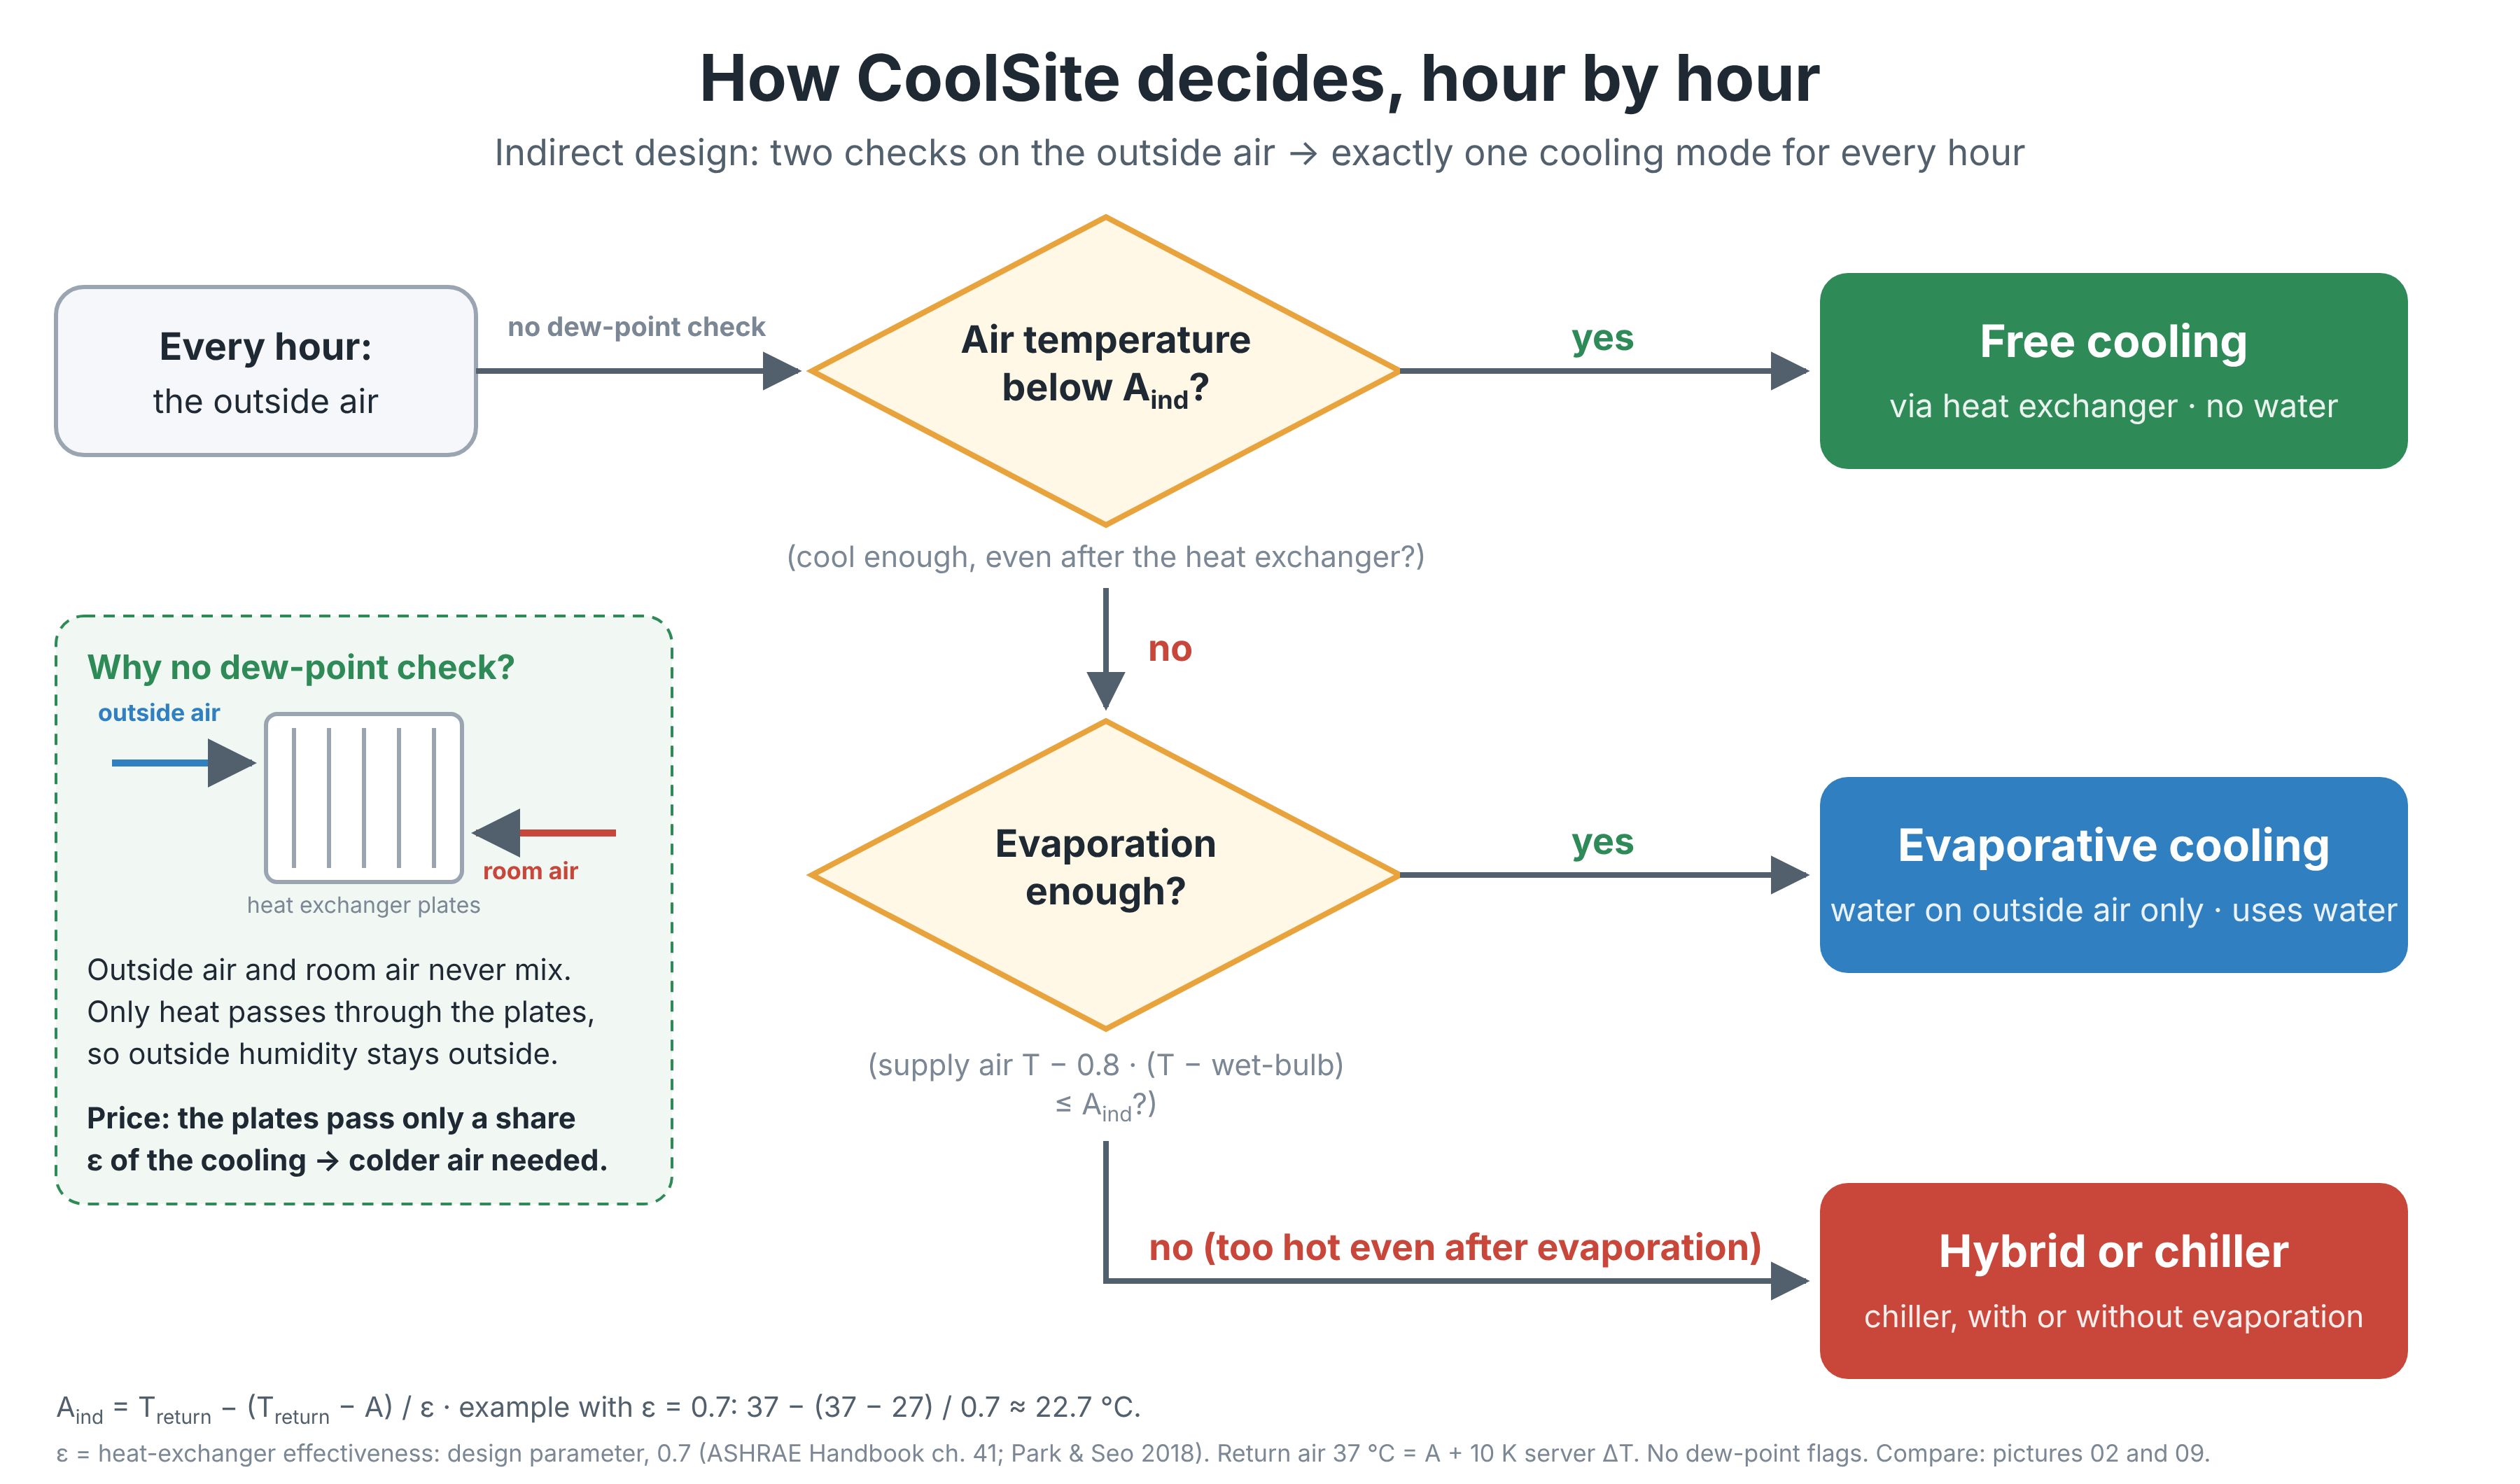 How CoolSite decides, hour by hour
Indirect design: two checks on the outside air → exactly one cooling mode for every hour
Every hour:
the outside air
no dew-point check
Air temperature
below Aind?
yes
Free cooling
via heat exchanger · no water
(cool enough, even after the heat exchanger?)
no
Why no dew-point check?
outside air
room air
heat exchanger plates
Outside air and room air never mix.
Only heat passes through the plates,
so outside humidity stays outside.
Price: the plates pass only a share
ε of the cooling → colder air needed.
Evaporation
enough?
yes
Evaporative cooling
water on outside air only · uses water
(supply air T − 0.8 · (T − wet-bulb)
≤ Aind?)
no (too hot even after evaporation)
Hybrid or chiller
chiller, with or without evaporation
Aind = Treturn − (Treturn − A) / ε · example with ε = 0.7: 37 − (37 − 27) / 0.7 ≈ 22.7 °C.
ε = heat-exchanger effectiveness: design parameter, 0.7 (ASHRAE Handbook ch. 41; Park & Seo 2018). Return air 37 °C = A + 10 K server ΔT. No dew-point flags. Compare: pictures 02 and 09.